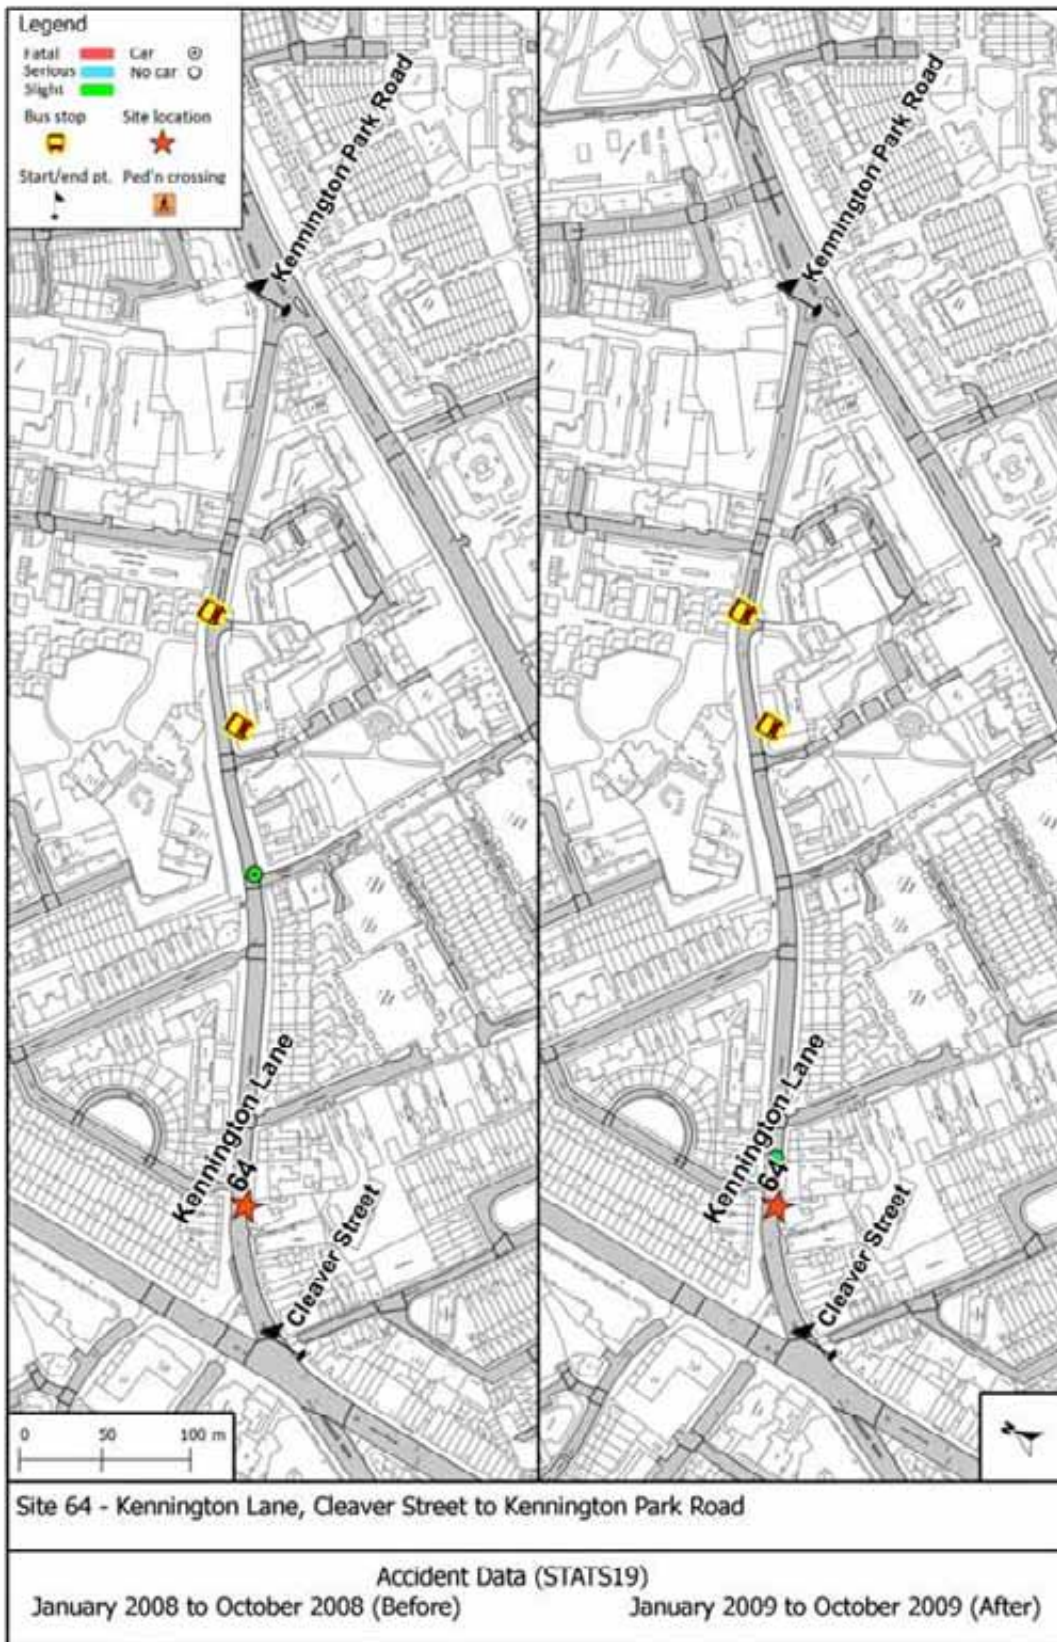 Legend
Fatal Car
Serious No car
Slight
Bus stop Site location
Start/end pt. Ped'n crossing
Kennington Park Road
Kennington Park Road
Kennington Lane
64
Cleaver Street
Kennington Lane
64
Cleaver Street
0 50 100 m
N
Site 64 - Kennington Lane, Cleaver Street to Kennington Park Road
Accident Data (STATS19)
January 2008 to October 2008 (Before) January 2009 to October 2009 (After)